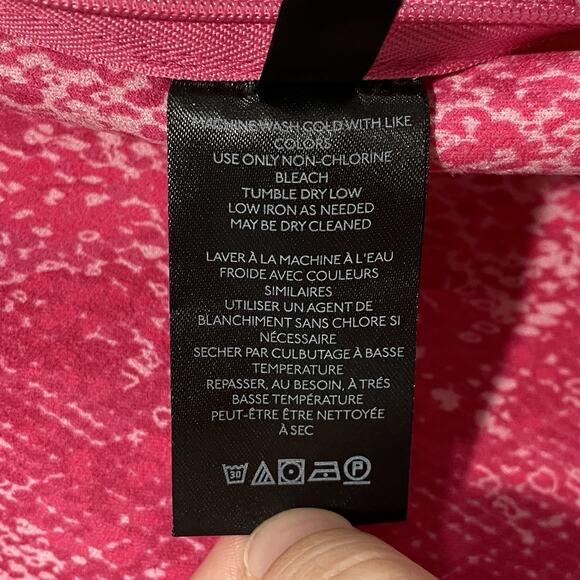 MACHINE WASH COLD WITH LIKE
COLORS
USE ONLY NON-CHLORINE
BLEACH
TUMBLE DRY LOW
LOW IRON AS NEEDED
MAY BE DRY CLEANED
LAVER À LA MACHINE À L'EAU
FROIDE AVEC COULEURS
SIMILAIRES
UTILISER UN AGENT DE
BLANCHIMENT SANS CHLORE SI
NÉCESSAIRE
SECHER PAR CULBUTAGE À BASSE
TEMPERATURE
REPASSER, AU BESOIN, À TRÉS
BASSE TEMPÉRATURE
PEUT-ÊTRE ÊTRE NETTOYÉE
À SEC
30 P